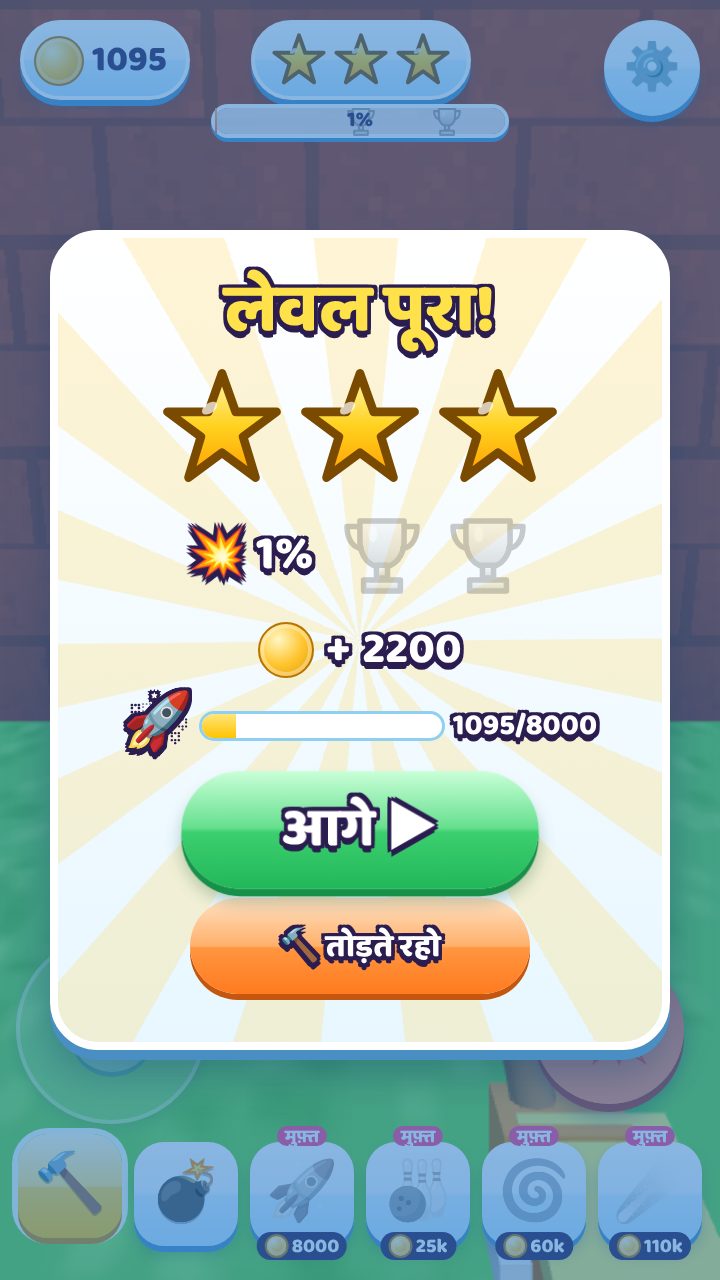 1095
1%
लेवल पूरा!
1%
+ 2200
1095/8000
आगे
तोड़ते रहो
मुफ़्त मुफ़्त मुफ़्त मुफ़्त
8000 25k 60k 110k